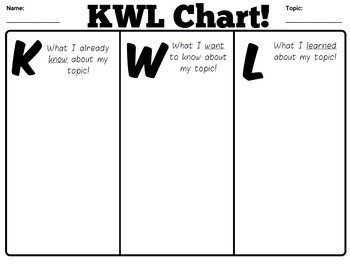 Name:
KWL Chart!
Topic:
K
What I already
know about my
topic!
W
What I want
to know about my
topic!
L
What I learned
about my topic!